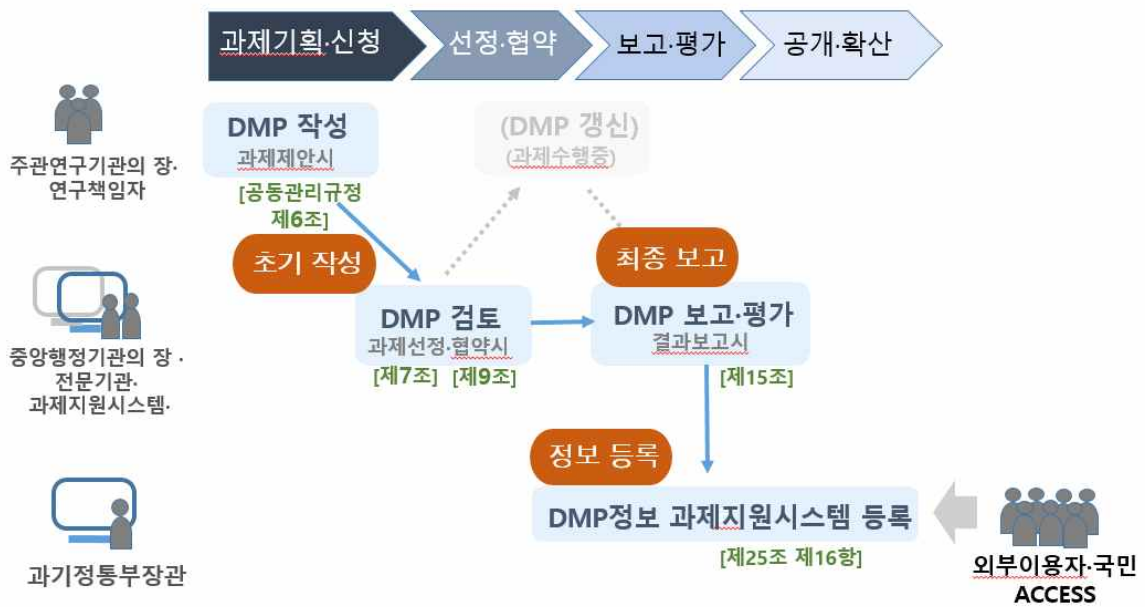 과제기획·신청
선정·협약
보고·평가
공개·확산
주관연구기관의 장·
연구책임자
DMP 작성
과제제안시
[공동관리규정
제6조]
(DMP 갱신)
(과제수행중)
초기 작성
최종 보고
중앙행정기관의 장 ·
전문기관·
과제지원시스템·
DMP 검토
과제선정·협약시
[제7조] [제9조]
DMP 보고·평가
결과보고시
[제15조]
정보 등록
과기정통부장관
DMP정보 과제지원시스템 등록
[제25조 제16항]
외부이용자·국민
ACCESS